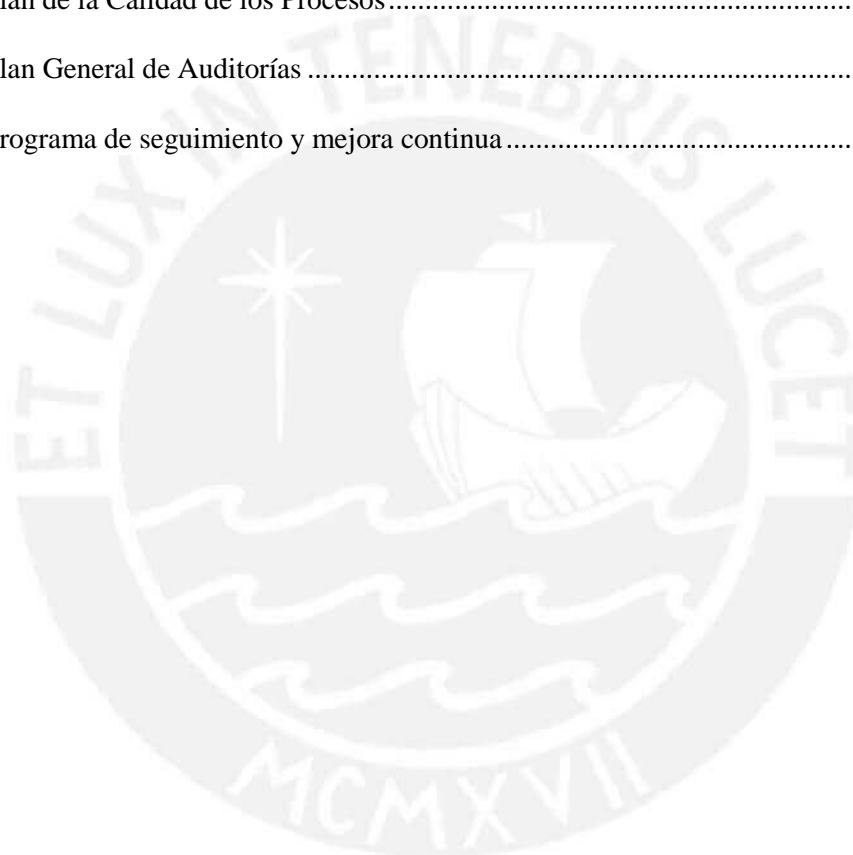 lan de la Calidad de los Procesos..........................................................................
lan General de Auditorías..........................................................................
rograma de seguimiento y mejora continua..........................................................................
ET LUX IN TENEBRIS LUCET
MCMXVII